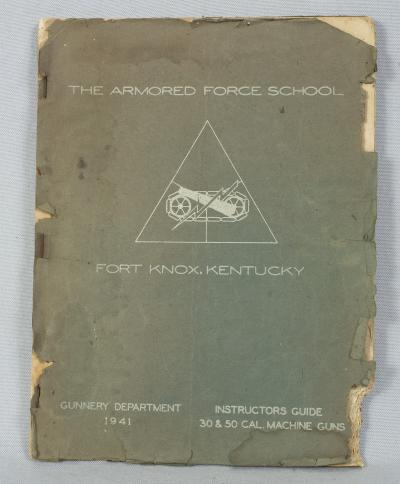 THE ARMORED FORCE SCHOOL
FORT KNOX, KENTUCKY
GUNNERY DEPARTMENT
1941
INSTRUCTORS GUIDE
30 & 50 CAL. MACHINE GUNS